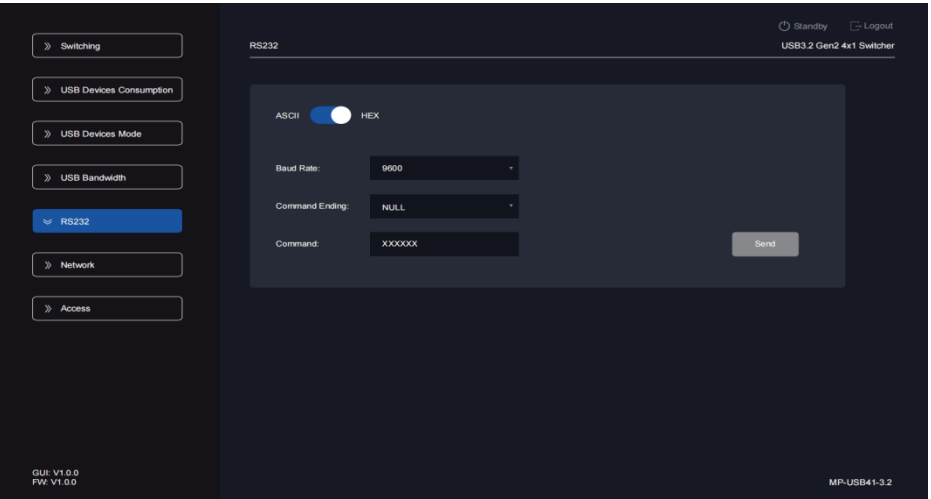 Standby Logout
Switching
RS232 USB3.2 Gen2 4x1 Switcher
USB Devices Consumption
ASCII HEX
USB Devices Mode
Baud Rate: 9600
USB Bandwidth
Command Ending: NULL
RS232
Command: XXXXXX Send
Network
Access
GUI: V1.0.0
FW: V1.0.0
MP-USB41-3.2